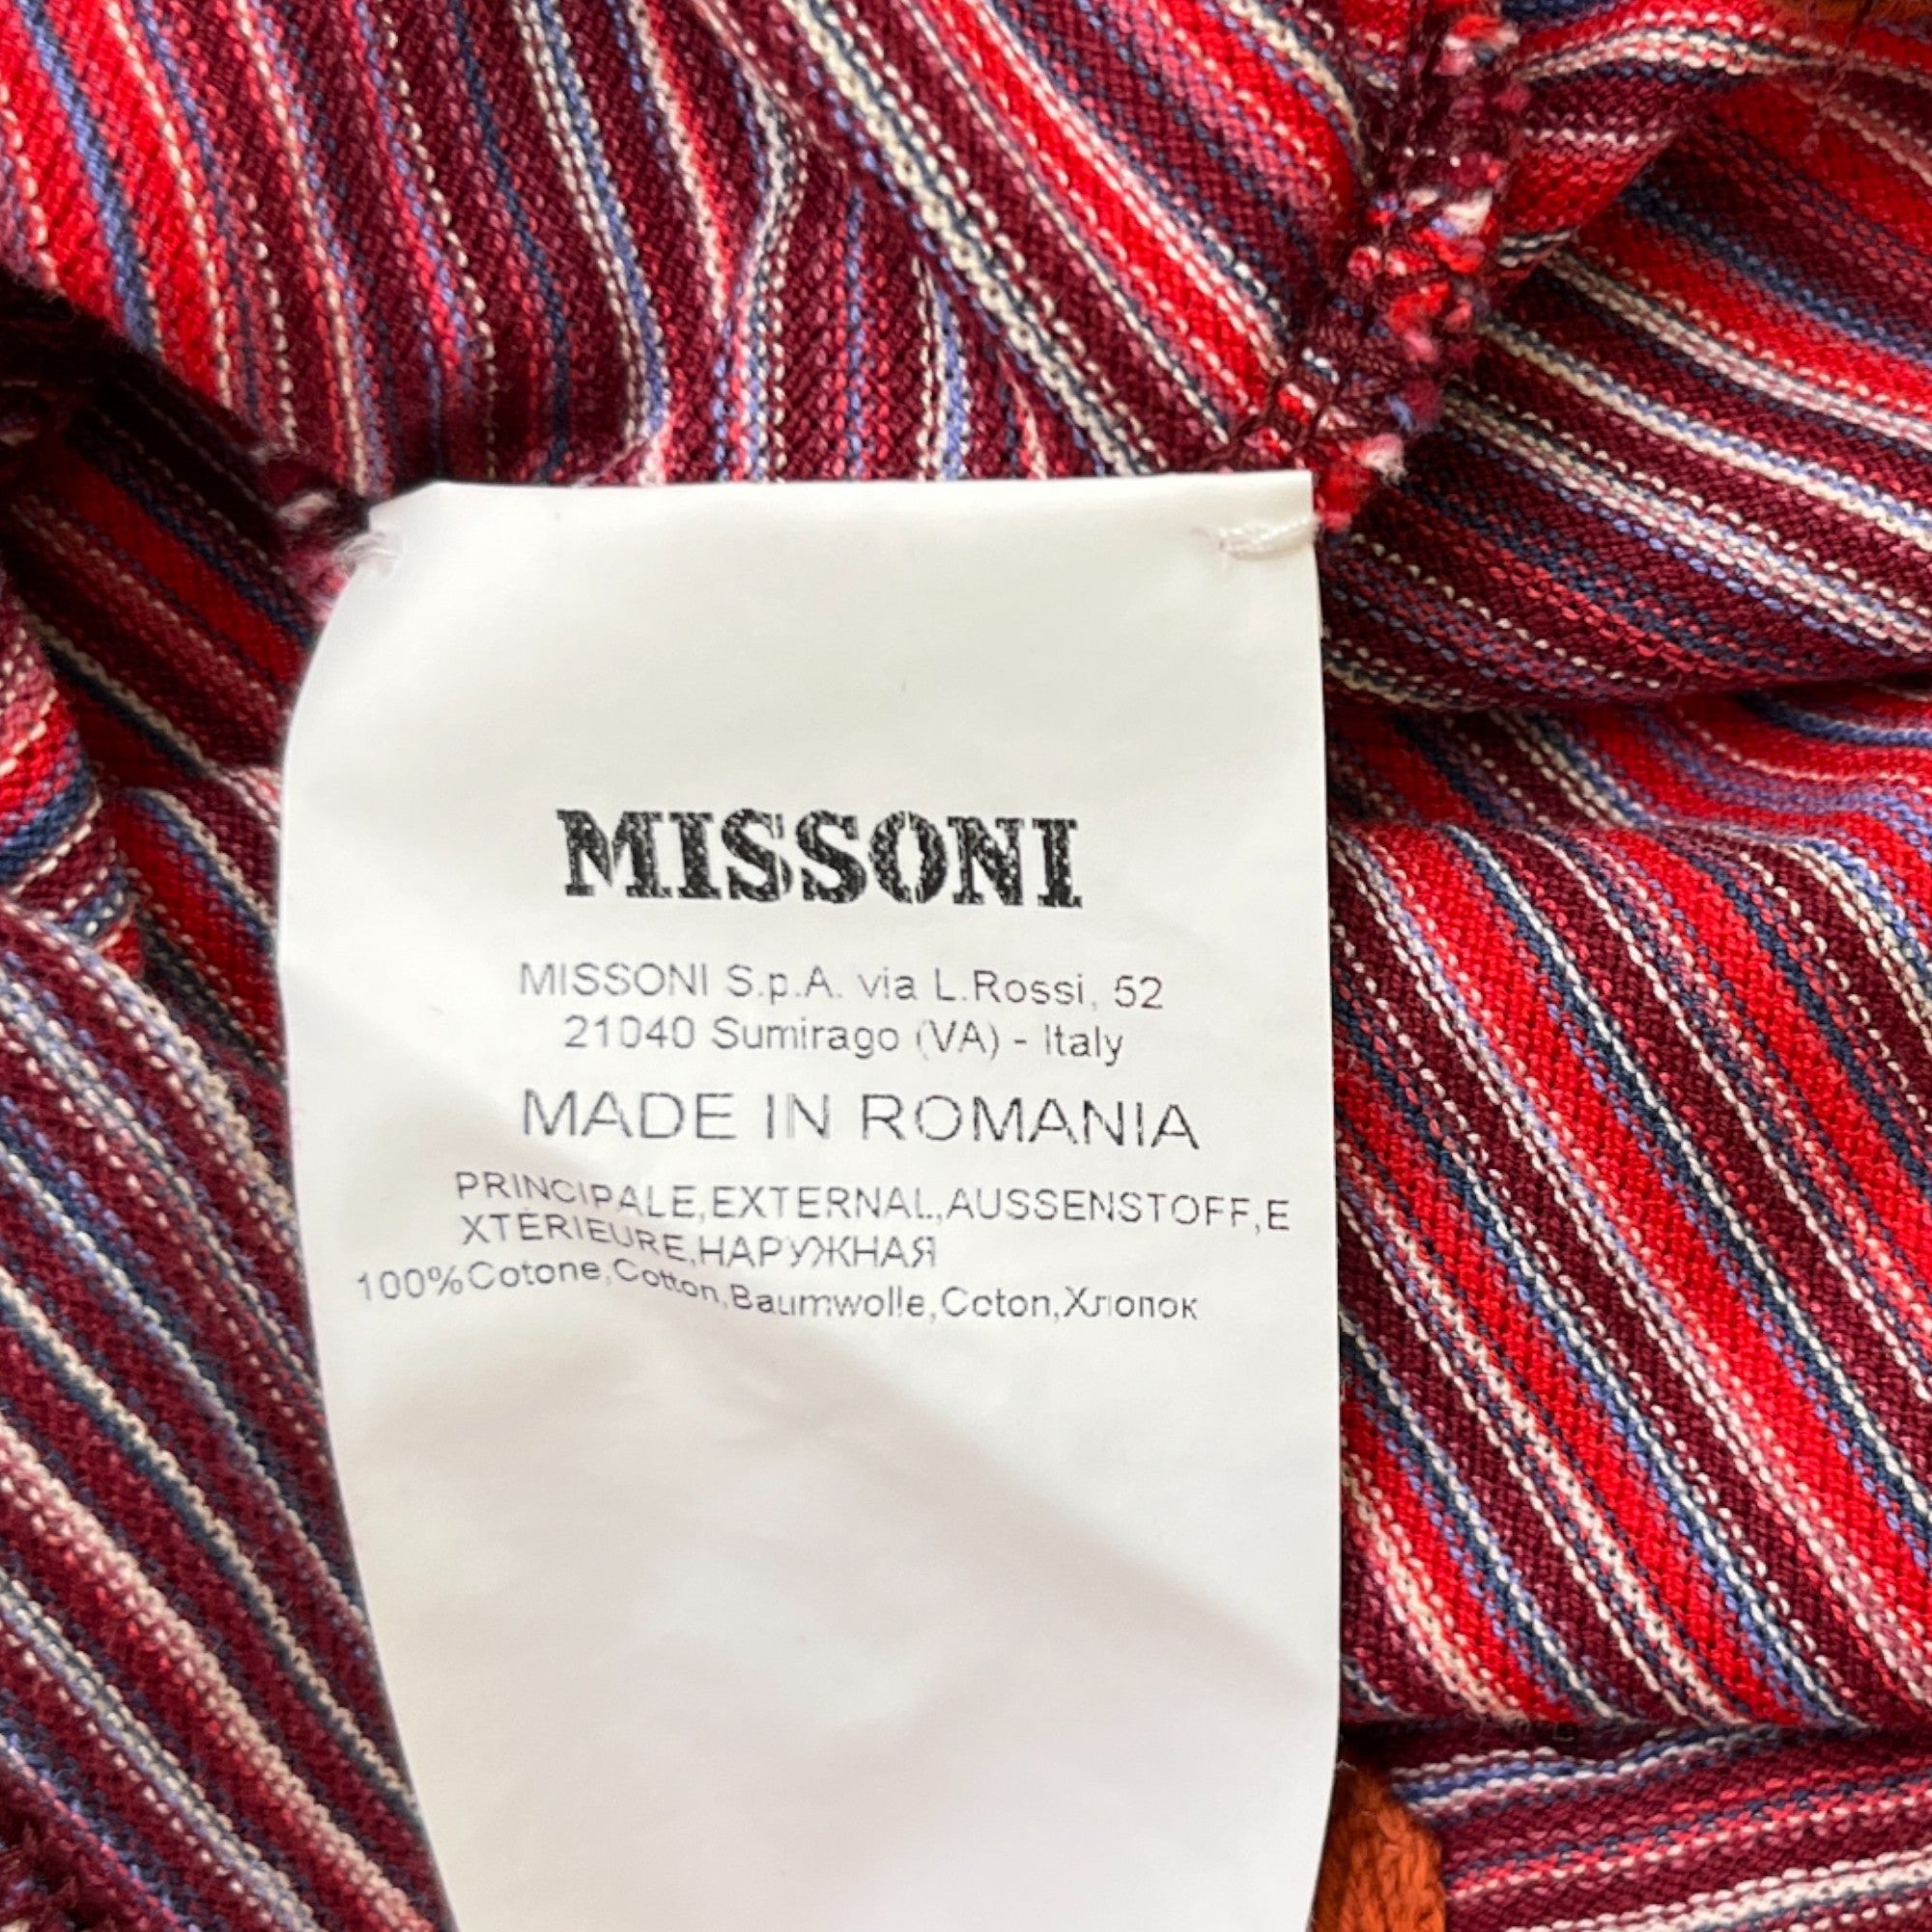 MISSONI
MISSONI S.p.A. via L.Rossi, 52
21040 Sumirago (VA) - Italy
MADE IN ROMANIA
PRINCIPALE,EXTERNAL,AUSSENSTOFF,E
XTÉRIEURE,НАРУЖНАЯ
100%Cotone,Cotton,Baumwolle,Coton,Хлопок